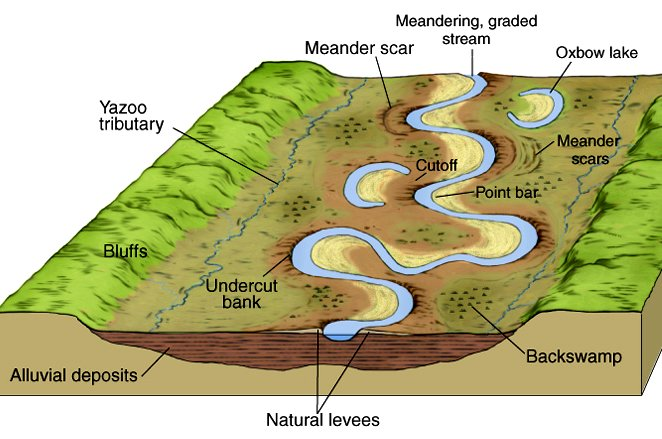 Meandering, graded
stream
Meander scar
Oxbow lake
Yazoo
tributary
Meander
scars
Cutoff
Point bar
Bluffs
Undercut
bank
Backswamp
Alluvial deposits
Natural levees